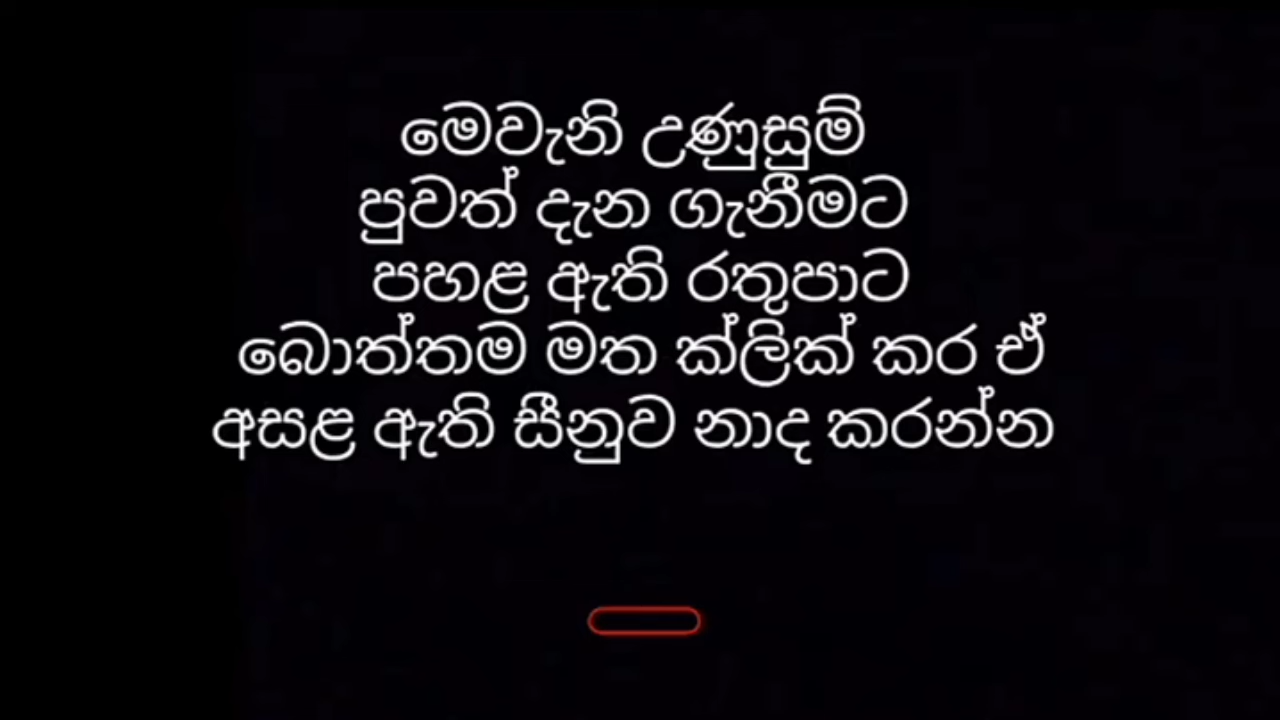 මෙවැනි උණුසුම්
පුවත් දැන ගැනීමට
පහළ ඇති රතුපාට
බොත්තම මත ක්ලික් කර ඒ
අසළ ඇති සීනුව නාද කරන්න